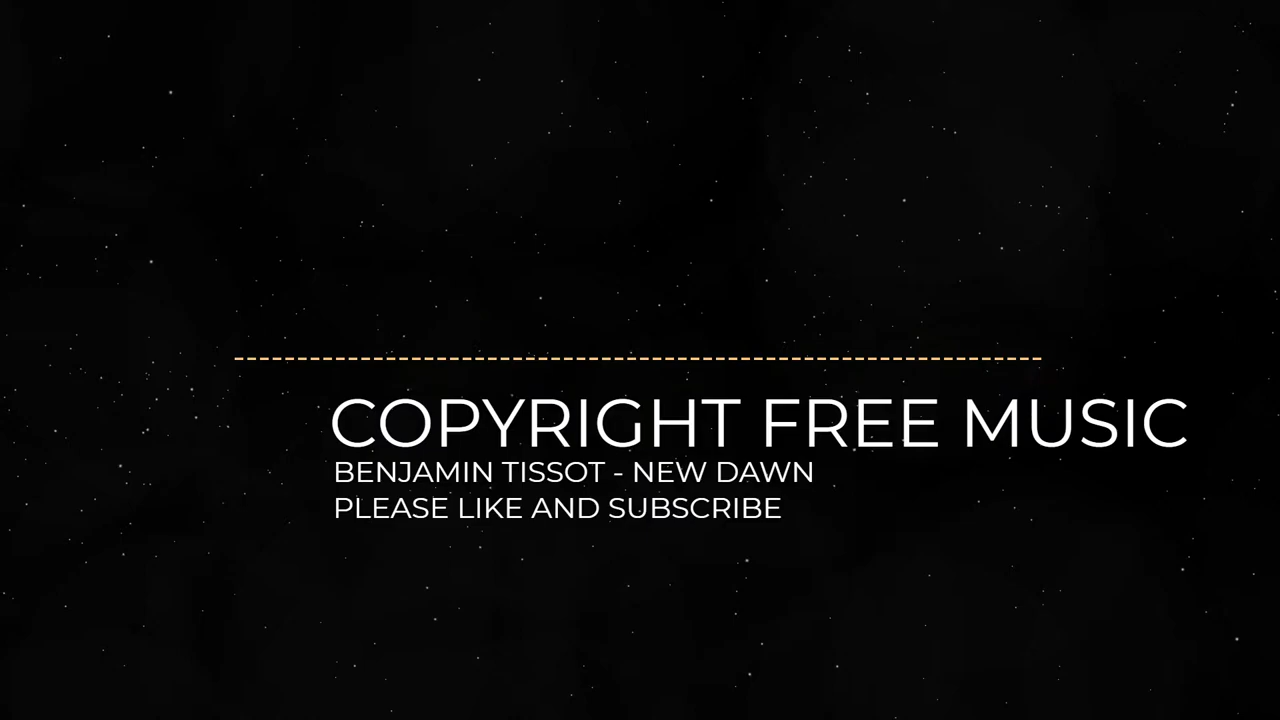 COPYRIGHT FREE MUSIC
BENJAMIN TISSOT - NEW DAWN
PLEASE LIKE AND SUBSCRIBE